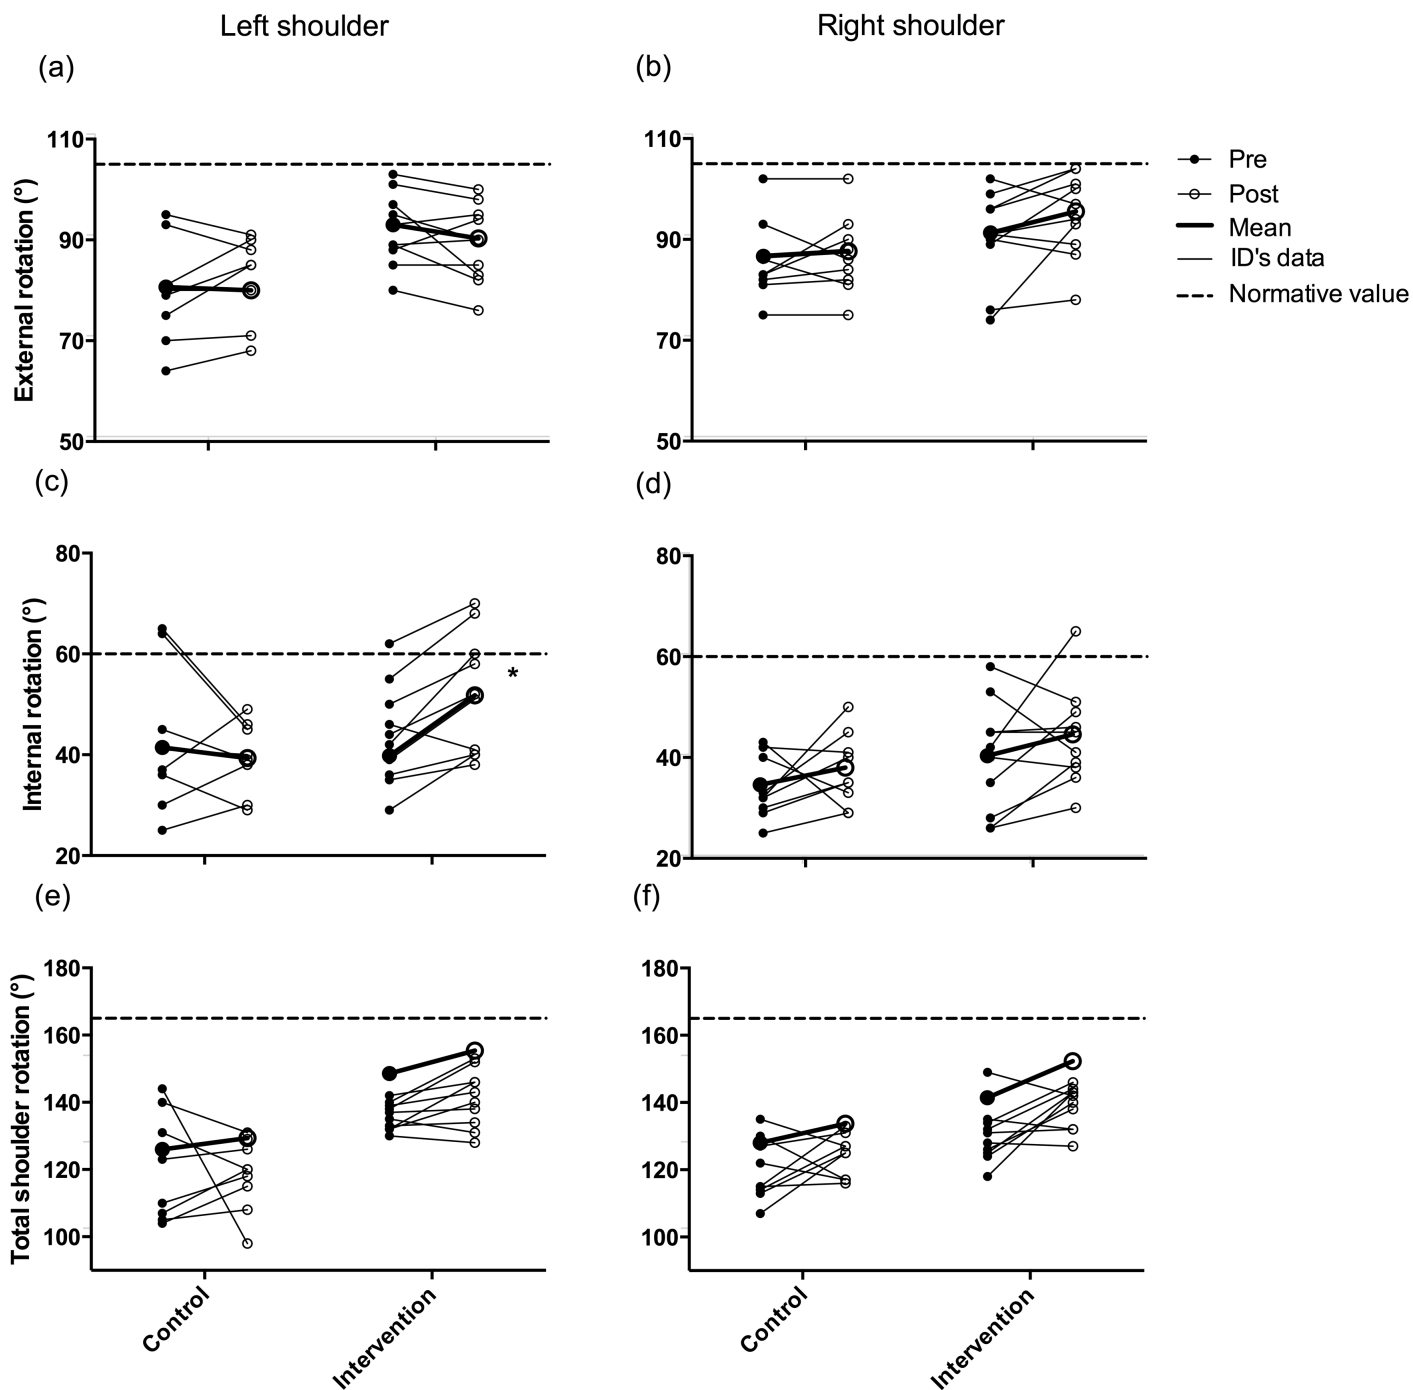 Left shoulder
Right shoulder
(a)
(b)
110
90
70
50
External rotation (°)
110
90
70
50
Pre
Post
Mean
ID's data
Normative value
(c)
(d)
80
60
40
20
Internal rotation (°)
*
80
60
40
20
(e)
(f)
180
160
140
120
100
Total shoulder rotation (°)
180
160
140
120
100
Control
Intervention
Control
Intervention